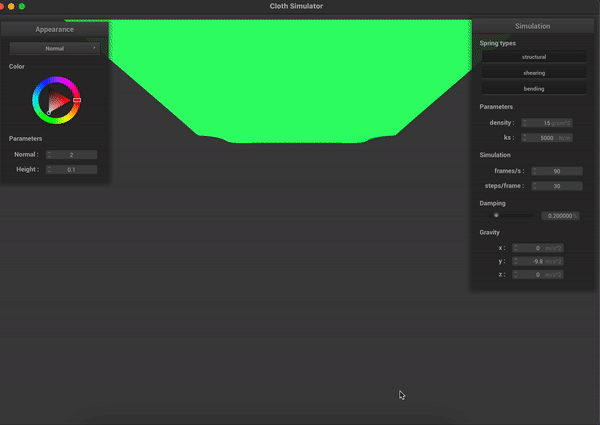 Cloth Simulator
Appearance
Normal
Color
Parameters
Normal : 2
Height : 0.1
Simulation
Spring types
structural
shearing
bending
Parameters
density : 15 g/cm^2
ks : 5000 N/m
Simulation
frames/s : 90
steps/frame : 30
Damping
0.200000 %
Gravity
x : 0 m/s^2
y : -9.8 m/s^2
z : 0 m/s^2